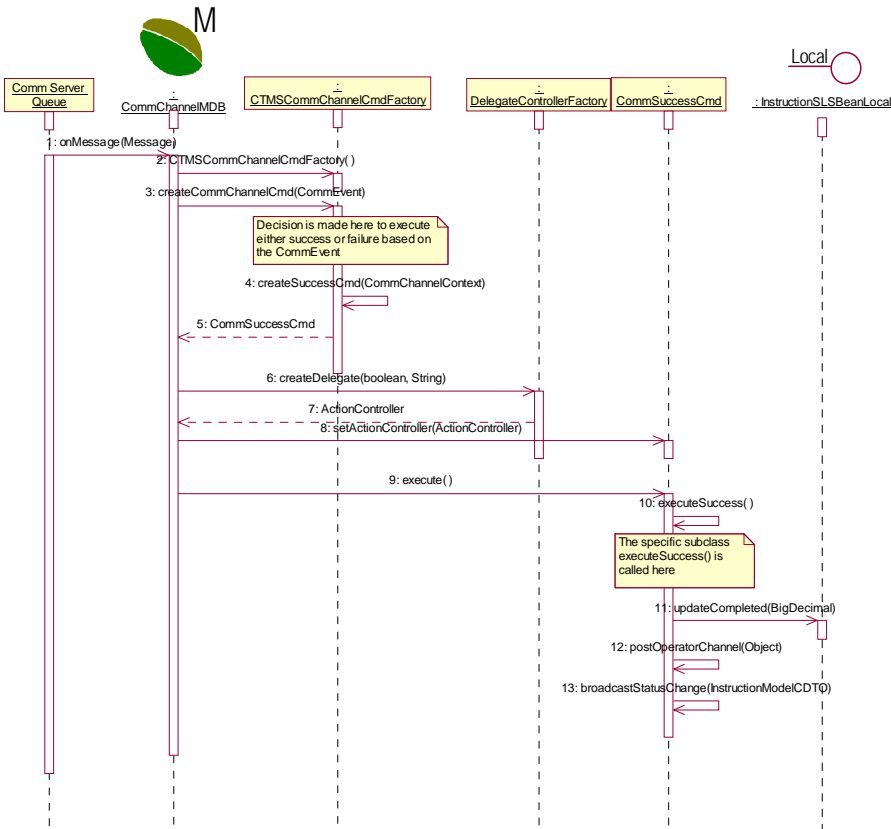 M
Local
Comm Server
Queue
:
CommChannelMDB
:
CTMSCommChannelCmdFactory
:
DelegateControllerFactory
:
CommSuccessCmd
: InstructionSLSBeanLocal
1: onMessage(Message)
2: CTMSCommChannelCmdFactory( )
3: createCommChannelCmd(CommEvent)
Decision is made here to execute
either success or failure based on
the CommEvent
4: createSuccessCmd(CommChannelContext)
5: CommSuccessCmd
6: createDelegate(boolean, String)
7: ActionController
8: setActionController(ActionController)
9: execute( )
10: executeSuccess( )
The specific subclass
executeSuccess() is
called here
11: updateCompleted(BigDecimal)
12: postOperatorChannel(Object)
13: broadcastStatusChange(InstructionModelCDTO)